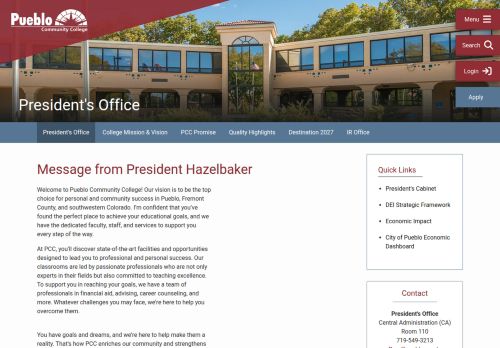 Pueblo
Community College
Menu
Search
Login
Apply
President's Office
President's Office
College Mission & Vision
PCC Promise
Quality Highlights
Destination 2027
IR Office
Message from President Hazelbaker
Welcome to Pueblo Community College! Our vision is to be the top
choice for personal and community success in Pueblo, Fremont
County, and southwestern Colorado. I'm confident that you've
found the perfect place to achieve your educational goals, and we
have the dedicated faculty, staff, and services to support you
every step of the way.
At PCC, you'll discover state-of-the-art facilities and opportunities
designed to lead you to professional and personal success. Our
classrooms are led by passionate professionals who are not only
experts in their fields but also committed to teaching excellence.
To support you in reaching your goals, we have a team of
professionals in financial aid, advising, career counseling, and
more. Whatever challenges you may face, we're here to help you
overcome them.
You have goals and dreams, and we're here to help make them a
reality. That's how PCC enriches our community and strengthens
Quick Links
President's Cabinet
DEI Strategic Framework
Economic Impact
City of Pueblo Economic
Dashboard
Contact
President's Office
Central Administration (CA)
Room 110
719-549-3213